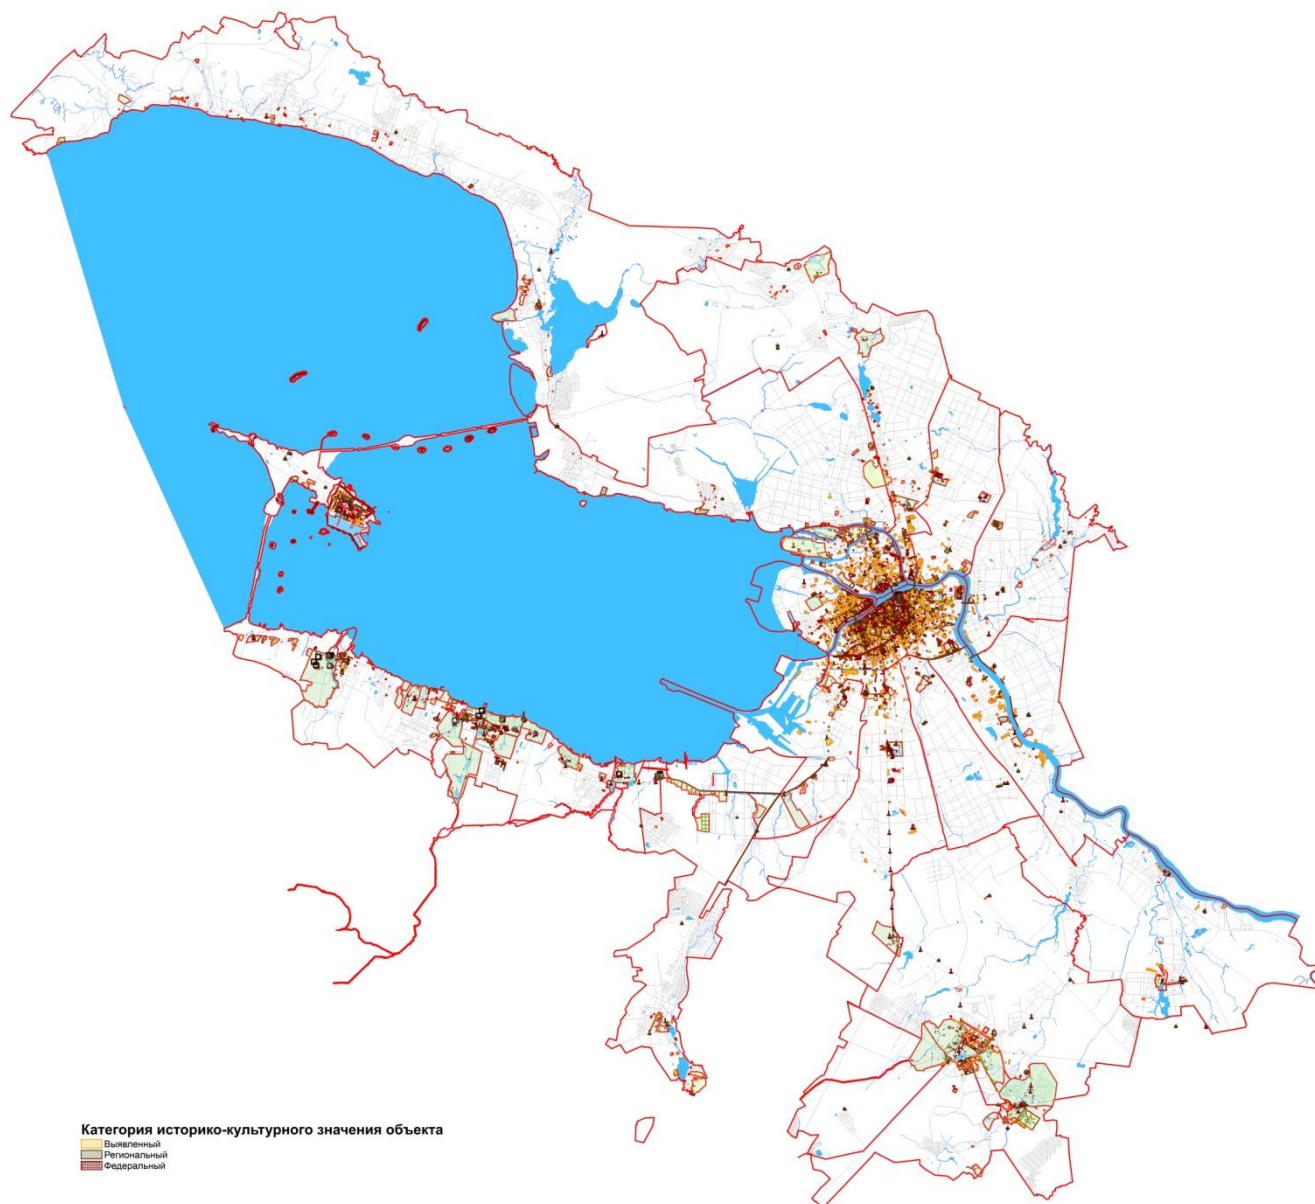 Категория историко-культурного значения объекта
Выявленный
Региональный
Федеральный